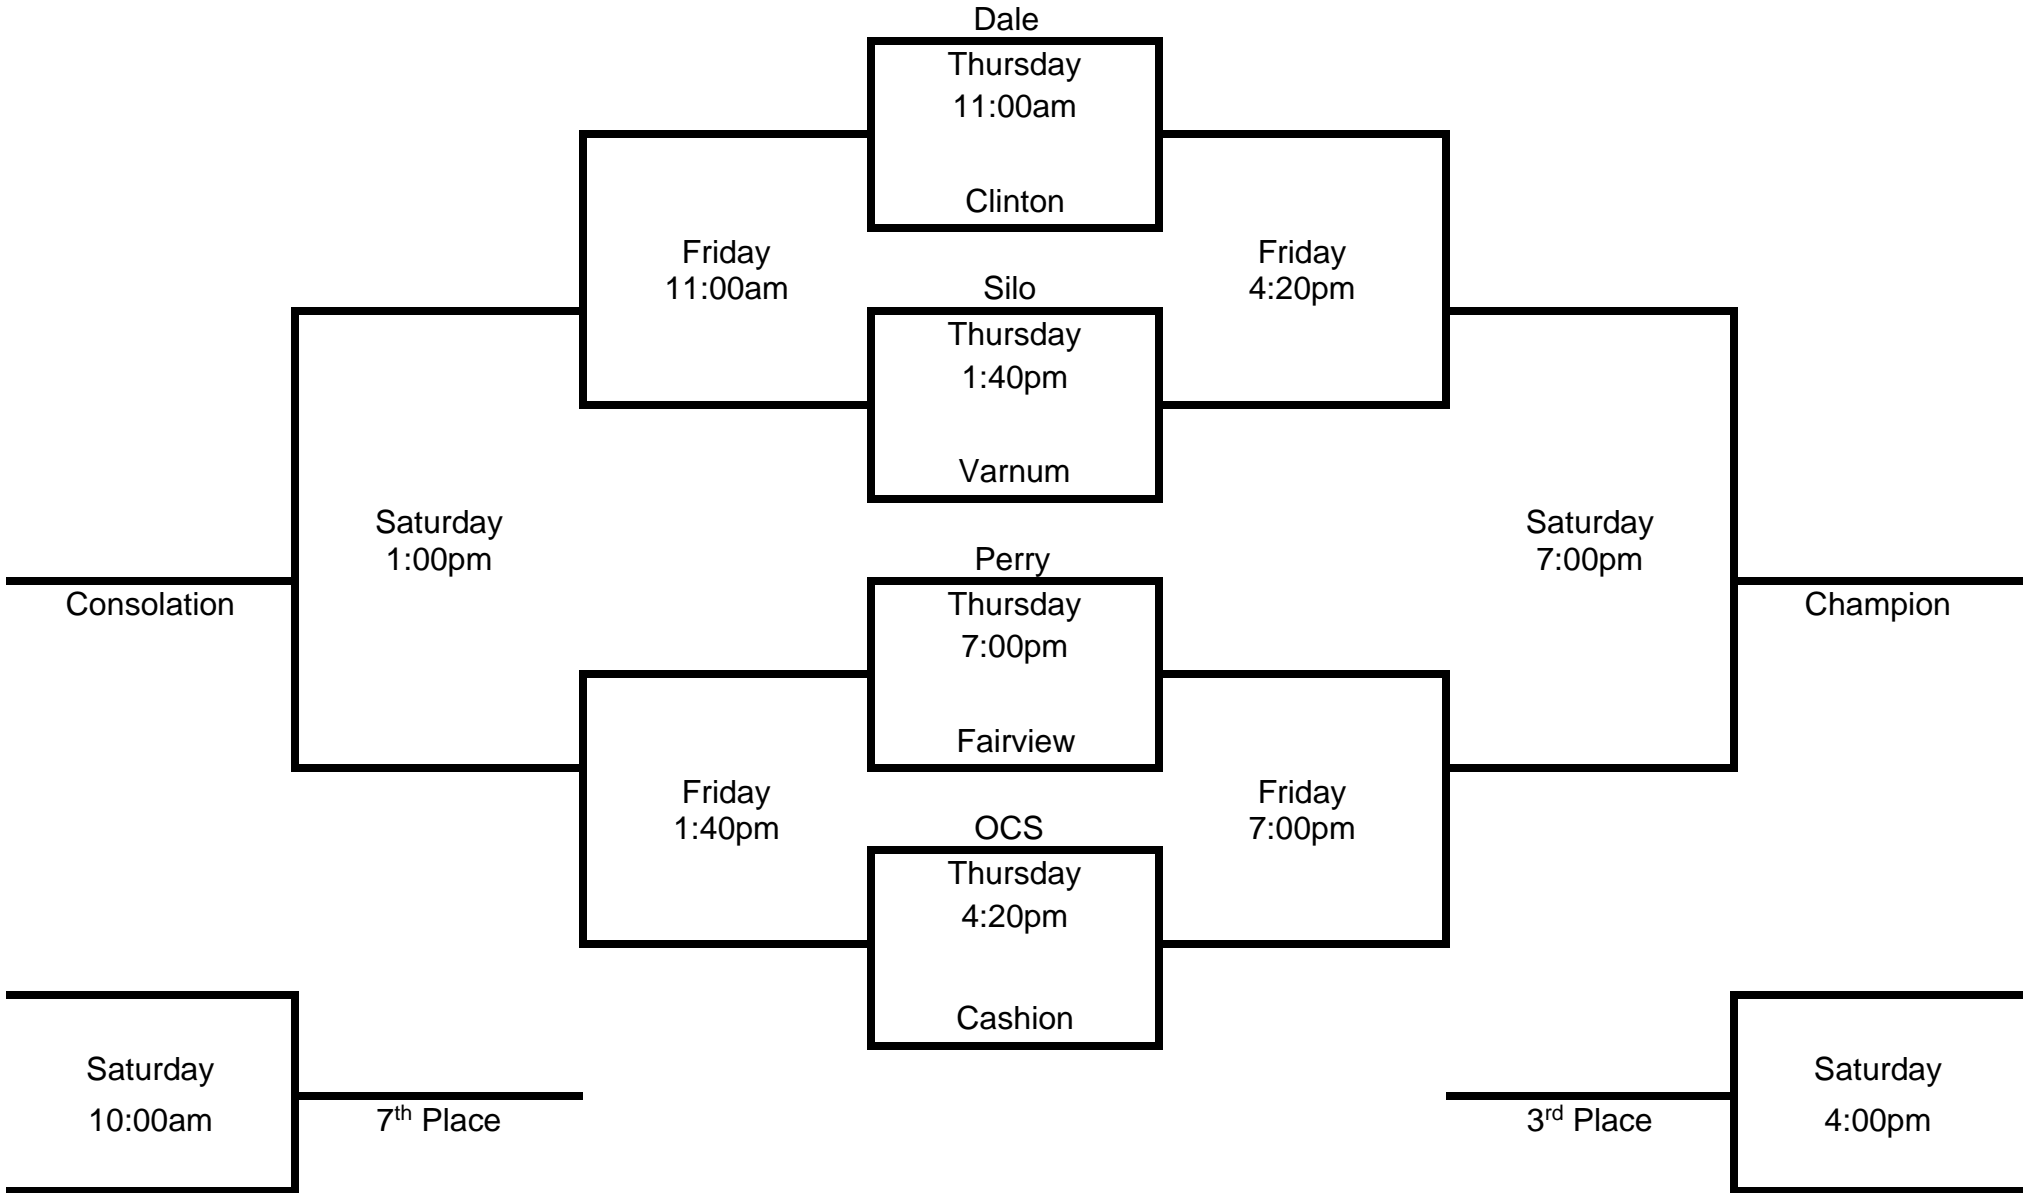 Dale
Thursday
11:00am
Clinton
Friday
11:00am
Friday
4:20pm
Silo
Thursday
1:40pm
Varnum
Saturday
1:00pm
Saturday
7:00pm
Perry
Thursday
7:00pm
Fairview
Consolation
Champion
Friday
1:40pm
Friday
7:00pm
OCS
Thursday
4:20pm
Cashion
Saturday
10:00am
7th Place
3rd Place
Saturday
4:00pm